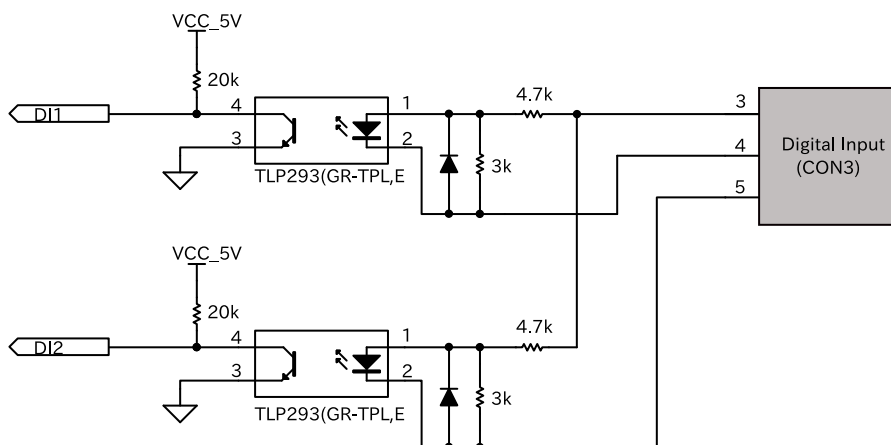 VCC_5V
20k
DI1
4
3
1
2
TLP293(GR-TPL,E
4.7k
3k
3
4
5
Digital Input
(CON3)
VCC_5V
20k
DI2
4
3
1
2
TLP293(GR-TPL,E
4.7k
3k